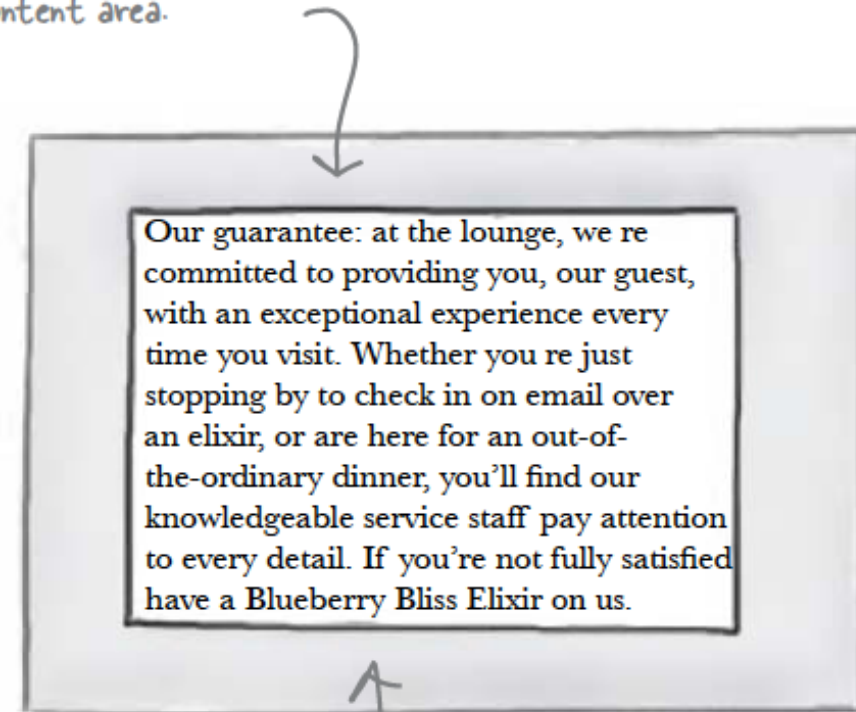 ntent area.
Our guarantee: at the lounge, we re
committed to providing you, our guest,
with an exceptional experience every
time you visit. Whether you re just
stopping by to check in on email over
an elixir, or are here for an out-of-
the-ordinary dinner, you’ll find our
knowledgeable service staff pay attention
to every detail. If you’re not fully satisfied
have a Blueberry Bliss Elixir on us.